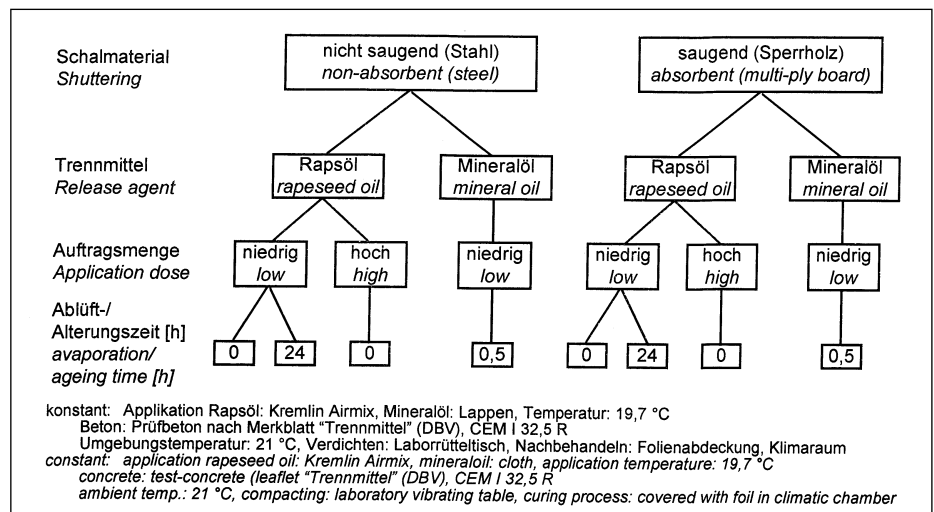 Schalmaterial
Shuttering
nicht saugend (Stahl)
non-absorbent (steel)
saugend (Sperrholz)
absorbent (multi-ply board)
Trennmittel
Release agent
Rapsöl
rapeseed oil
Mineralöl
mineral oil
Rapsöl
rapeseed oil
Mineralöl
mineral oil
Auftragsmenge
Application dose
niedrig
low
hoch
high
niedrig
low
niedrig
low
hoch
high
niedrig
low
Ablüft-/
Alterungszeit [h]
avaporation/
ageing time [h]
0
24
0
0,5
0
24
0
0,5
konstant: Applikation Rapsöl: Kremlin Airmix, Mineralöl: Lappen, Temperatur: 19,7 °C
Beton: Prüfbeton nach Merkblatt "Trennmittel" (DBV), CEM I 32,5 R
Umgebungstemperatur: 21 °C, Verdichten: Laborrütteltisch, Nachbehandeln: Folienabdeckung, Klimaraum
constant: application rapeseed oil: Kremlin Airmix, mineraloil: cloth, application temperature: 19,7 °C
concrete: test-concrete (leaflet "Trennmittel" (DBV), CEM I 32,5 R
ambient temp.: 21 °C, compacting: laboratory vibrating table, curing process: covered with foil in climatic chamber